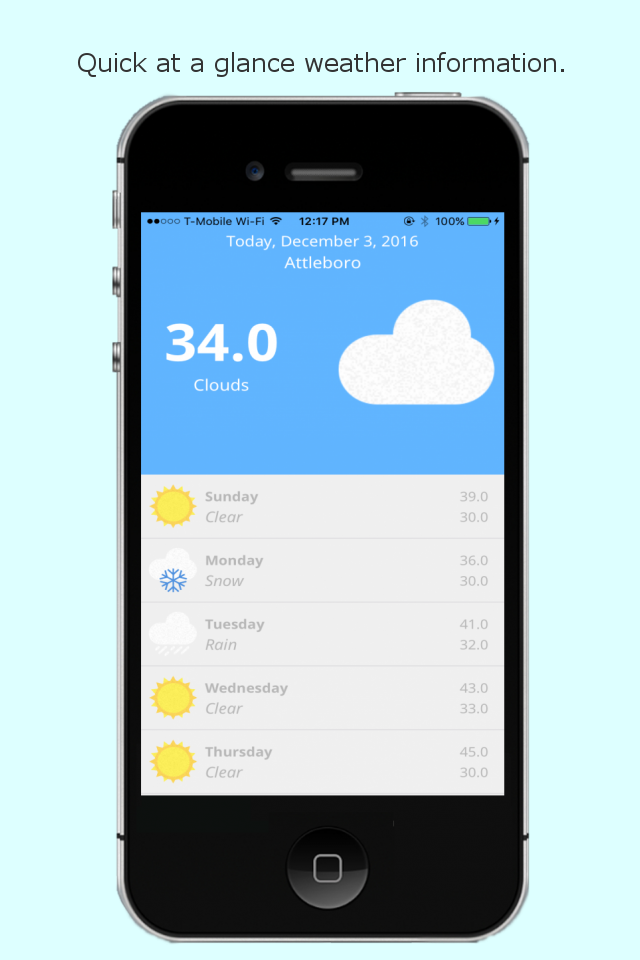 Quick at a glance weather information.
T-Mobile Wi-Fi 12:17 PM 100%
Today, December 3, 2016
Attleboro
34.0
Clouds
Sunday 39.0
Clear 30.0
Monday 36.0
Snow 30.0
Tuesday 41.0
Rain 32.0
Wednesday 43.0
Clear 33.0
Thursday 45.0
Clear 30.0